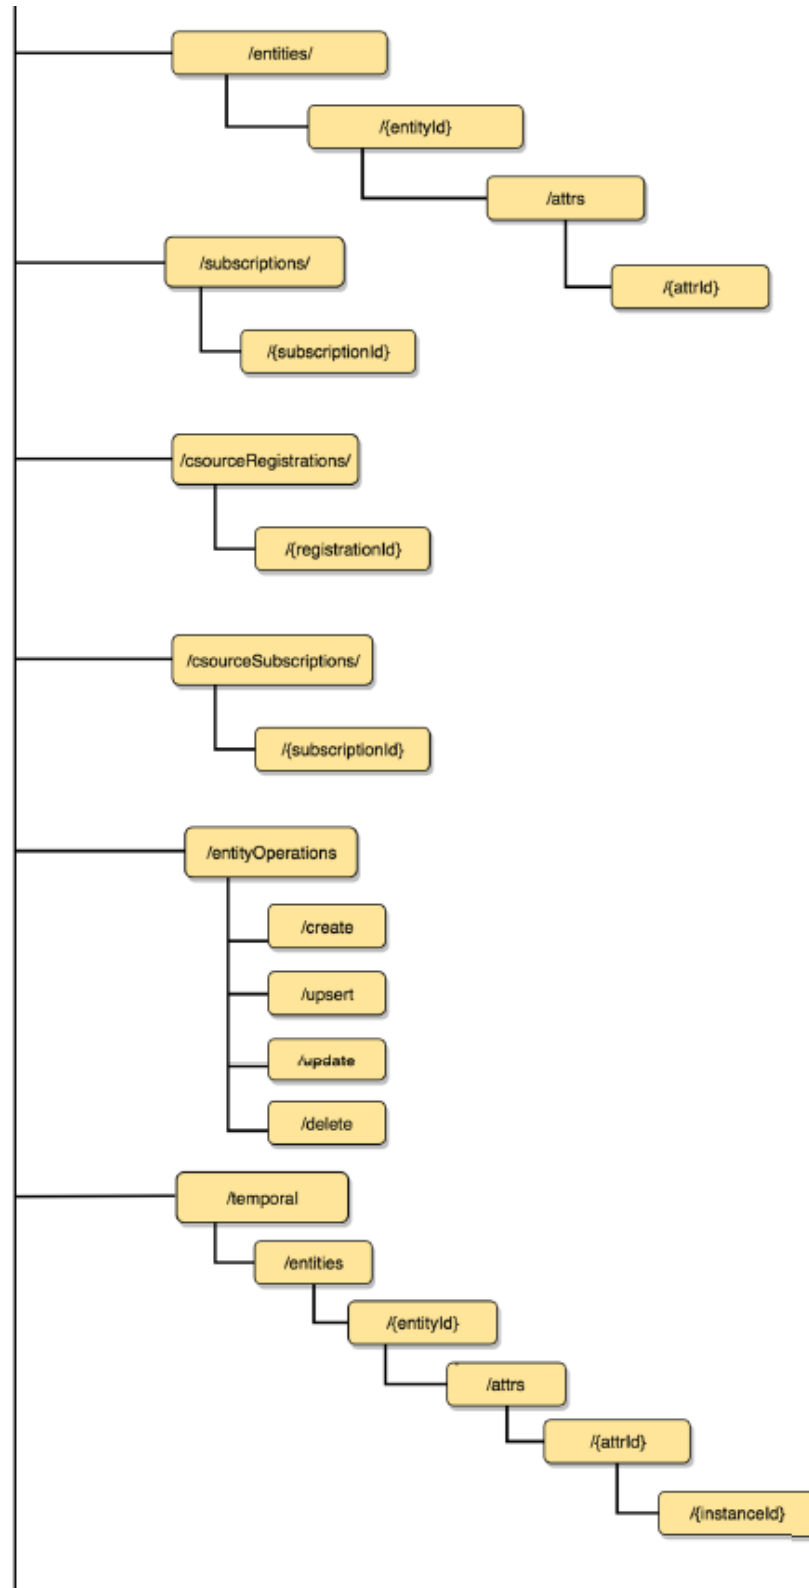 /entities/
/{entityId}
/attrs
/{attrId}
/subscriptions/
/{subscriptionId}
/csourceRegistrations/
/{registrationId}
/csourceSubscriptions/
/{subscriptionId}
/entityOperations
/create
/upsert
/update
/delete
/temporal
/entities
/{entityId}
/attrs
/{attrId}
/{instanceId}